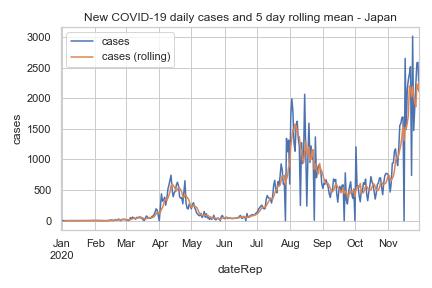 New COVID-19 daily cases and 5 day rolling mean - Japan
cases
cases (rolling)
3000
2500
2000
1500
1000
500
0
cases
Jan Feb Mar Apr May Jun Jul Aug Sep Oct Nov
2020
dateRep